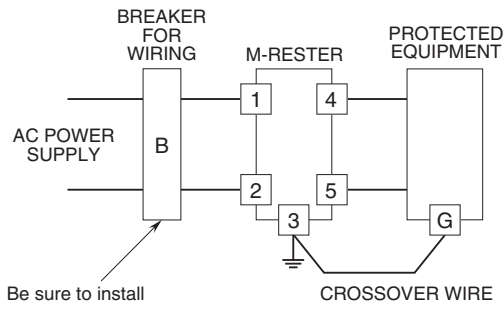 BREAKER
FOR
WIRING
M-RESTER
PROTECTED
EQUIPMENT
1
4
AC POWER
SUPPLY
B
2
5
3
G
Be sure to install
CROSSOVER WIRE